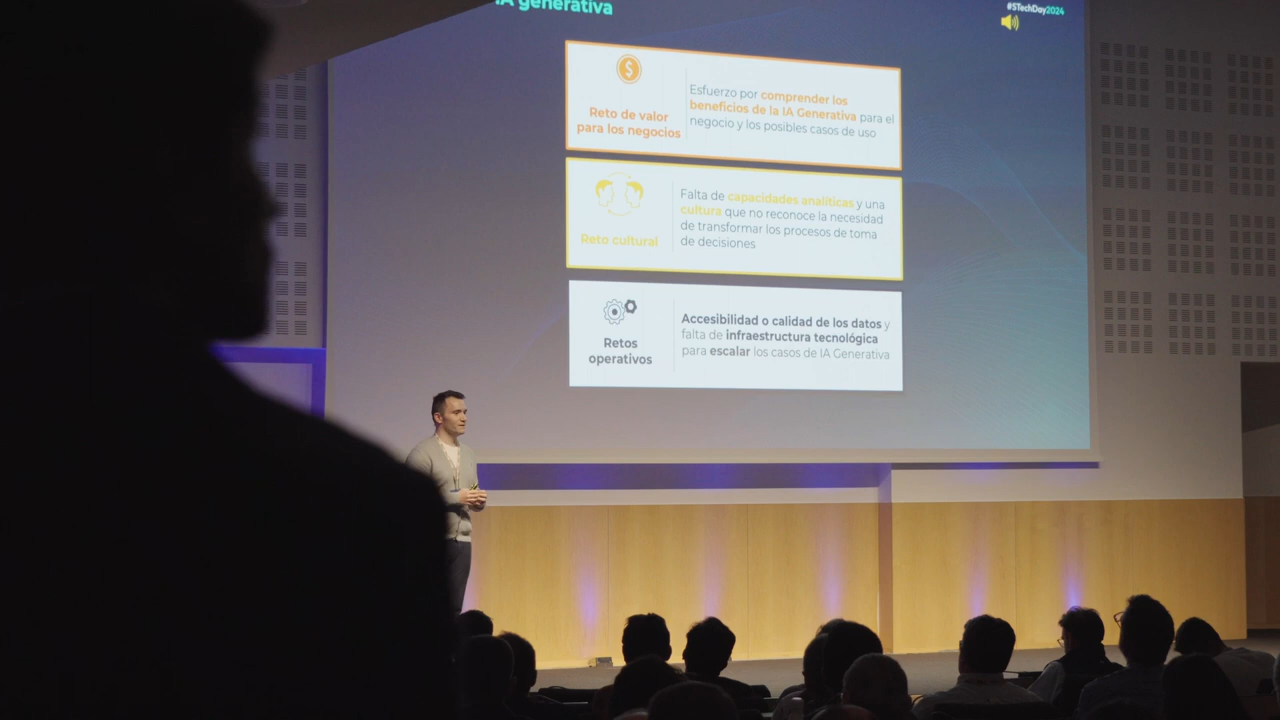 IA generativa
#STechDay2024
Reto de valor
para los negocios
Esfuerzo por comprender los
beneficios de la IA Generativa para el
negocio y los posibles casos de uso
Reto cultural
Falta de capacidades analíticas y una
cultura que no reconoce la necesidad
de transformar los procesos de toma
de decisiones
Retos
operativos
Accesibilidad o calidad de los datos y
falta de infraestructura tecnológica
para escalar los casos de IA Generativa